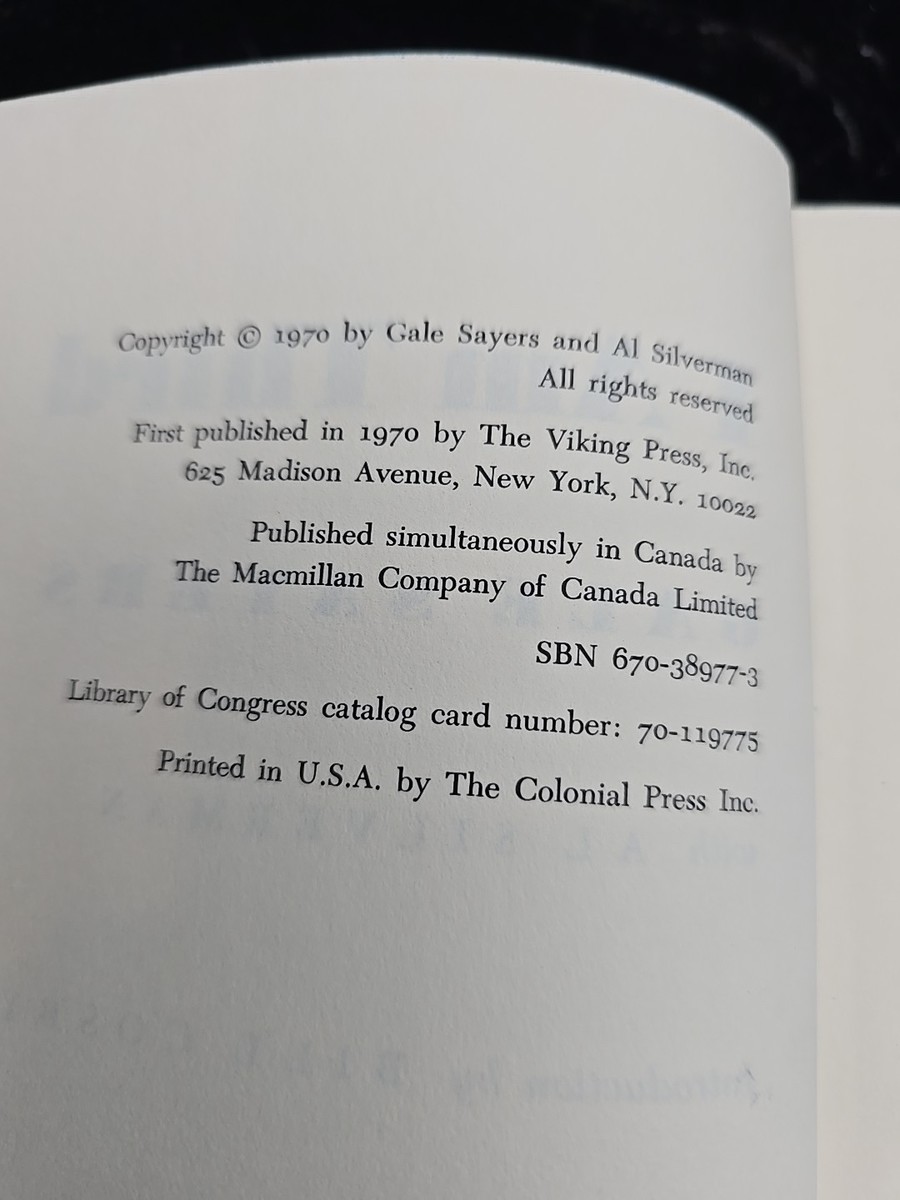 Copyright © 1970 by Gale Sayers and Al Silverman
All rights reserved
First published in 1970 by The Viking Press, Inc.
625 Madison Avenue, New York, N.Y. 10022
Published simultaneously in Canada by
The Macmillan Company of Canada Limited
SBN 670-38977-3
Library of Congress catalog card number: 70-119775
Printed in U.S.A. by The Colonial Press Inc.